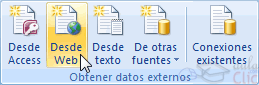 Desde Access
Desde Web
Desde texto
De otras fuentes
Conexiones existentes
Obtener datos externos